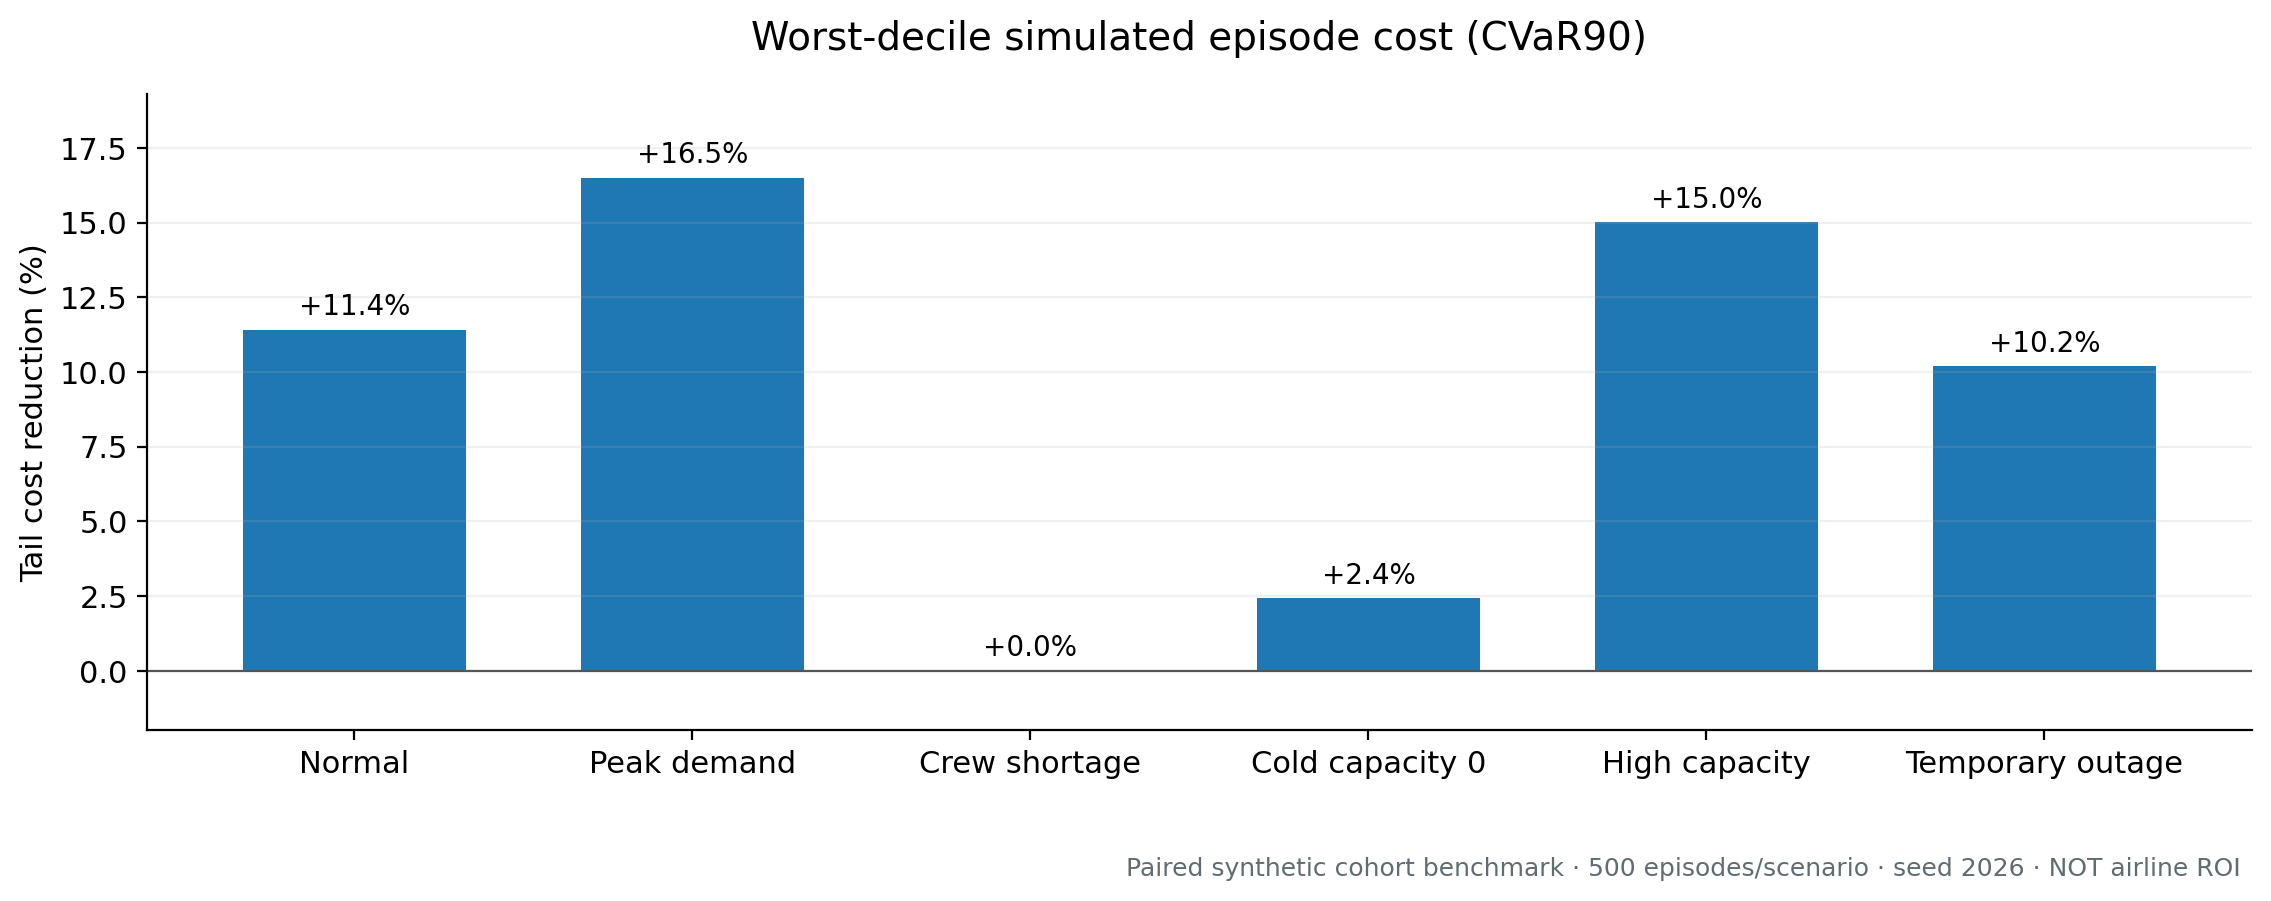 Worst-decile simulated episode cost (CVaR90)
Tail cost reduction (%)
17.5
15.0
12.5
10.0
7.5
5.0
2.5
0.0
+11.4%
+16.5%
+0.0%
+2.4%
+15.0%
+10.2%
Normal
Peak demand
Crew shortage
Cold capacity 0
High capacity
Temporary outage
Paired synthetic cohort benchmark · 500 episodes/scenario · seed 2026 · NOT airline ROI